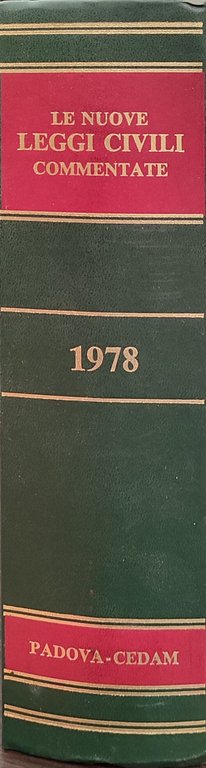 LE NUOVE
LEGGI CIVILI
COMMENTATE
1978
PADOVA-CEDAM